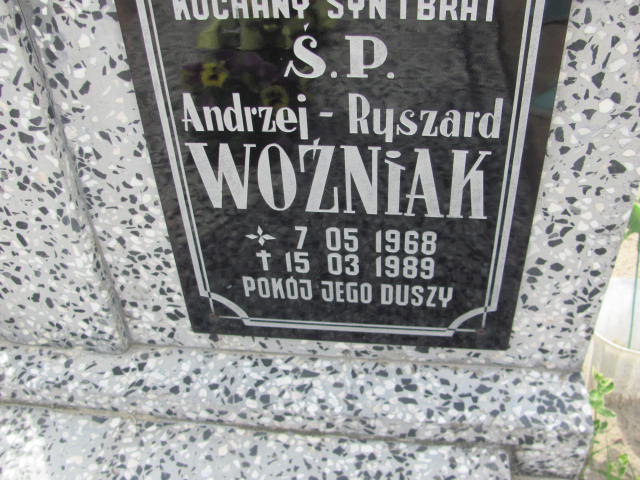 KOCHANY SYN I BRAT
Ś.P.
Andrzej - Ryszard
WOŹNiAK
7 05 1968
† 15 03 1989
POKÓJ JEGO DUSZY